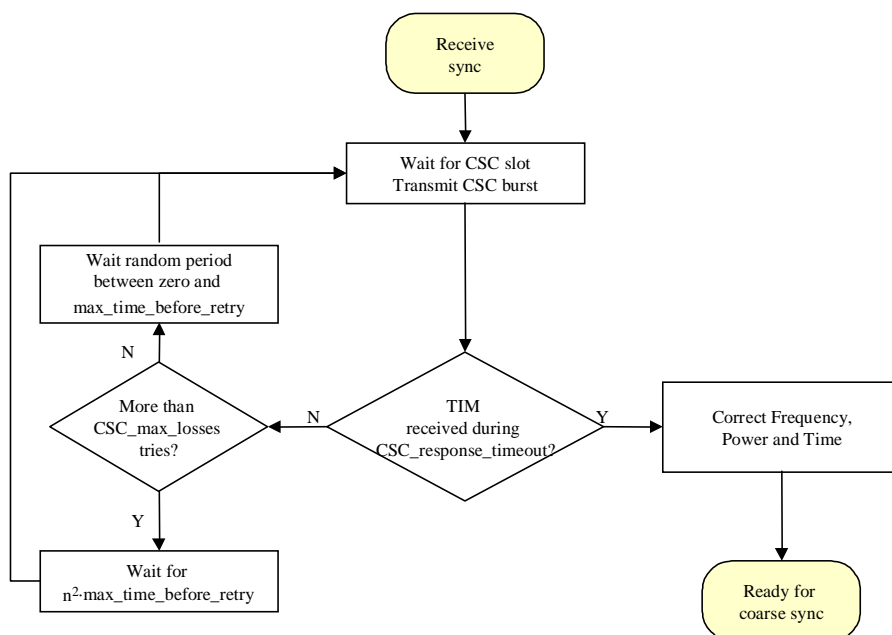 Receive
sync
Wait for CSC slot
Transmit CSC burst
Wait random period
between zero and
max_time_before_retry
N
More than
CSC_max_losses
tries?
N
TIM
received during
CSC_response_timeout?
Y
Correct Frequency,
Power and Time
Y
Wait for
n²·max_time_before_retry
Ready for
coarse sync